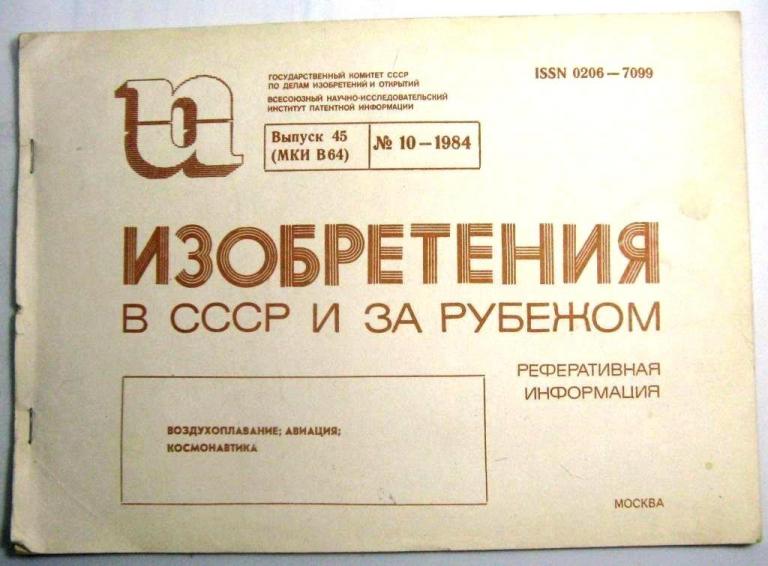 ГОСУДАРСТВЕННЫЙ КОМИТЕТ СССР
ПО ДЕЛАМ ИЗОБРЕТЕНИЙ И ОТКРЫТИЙ
ВСЕСОЮЗНЫЙ НАУЧНО-ИССЛЕДОВАТЕЛЬСКИЙ
ИНСТИТУТ ПАТЕНТНОЙ ИНФОРМАЦИИ
ISSN 0206—7099
Выпуск 45
(МКИ В64)
№ 10—1984
ИЗОБРЕТЕНИЯ
В СССР И ЗА РУБЕЖОМ
РЕФЕРАТИВНАЯ
ИНФОРМАЦИЯ
ВОЗДУХОПЛАВАНИЕ; АВИАЦИЯ;
КОСМОНАВТИКА
МОСКВА